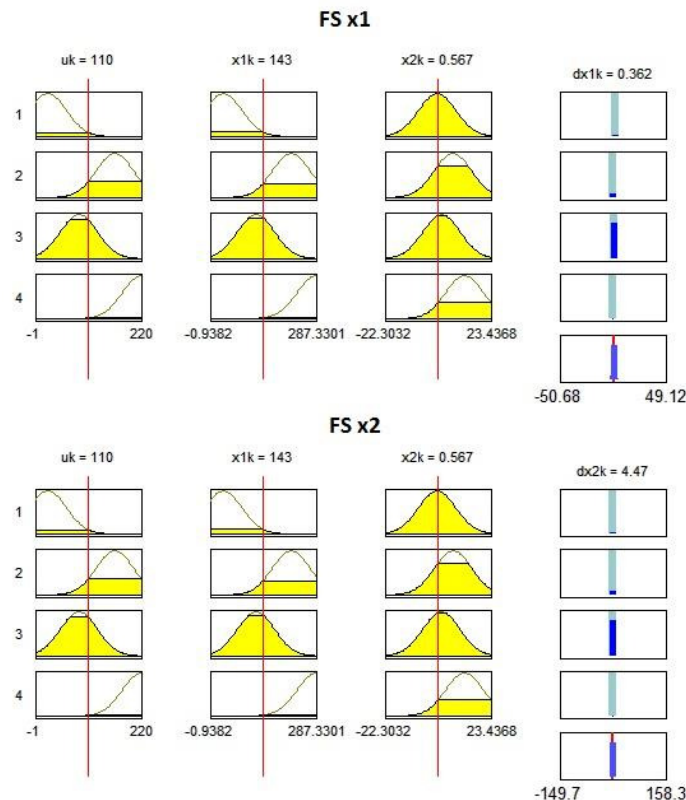 FS x1
uk = 110 x1k = 143 x2k = 0.567 dx1k = 0.362
1
2
3
4
-1 220 -0.9382 287.3301 -22.3032 23.4368
-50.68 49.12
FS x2
uk = 110 x1k = 143 x2k = 0.567 dx2k = 4.47
1
2
3
4
-1 220 -0.9382 287.3301 -22.3032 23.4368
-149.7 158.3